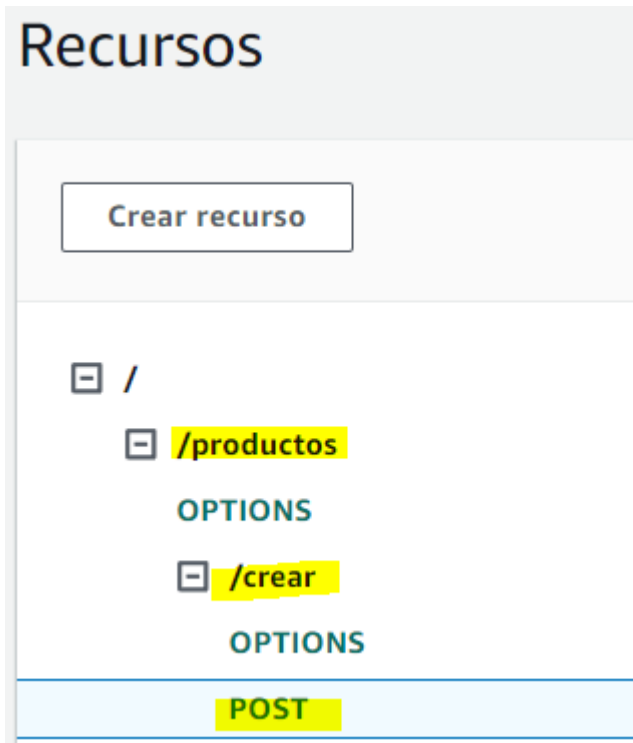 Recursos
Crear recurso
/
/productos
OPTIONS
/crear
OPTIONS
POST